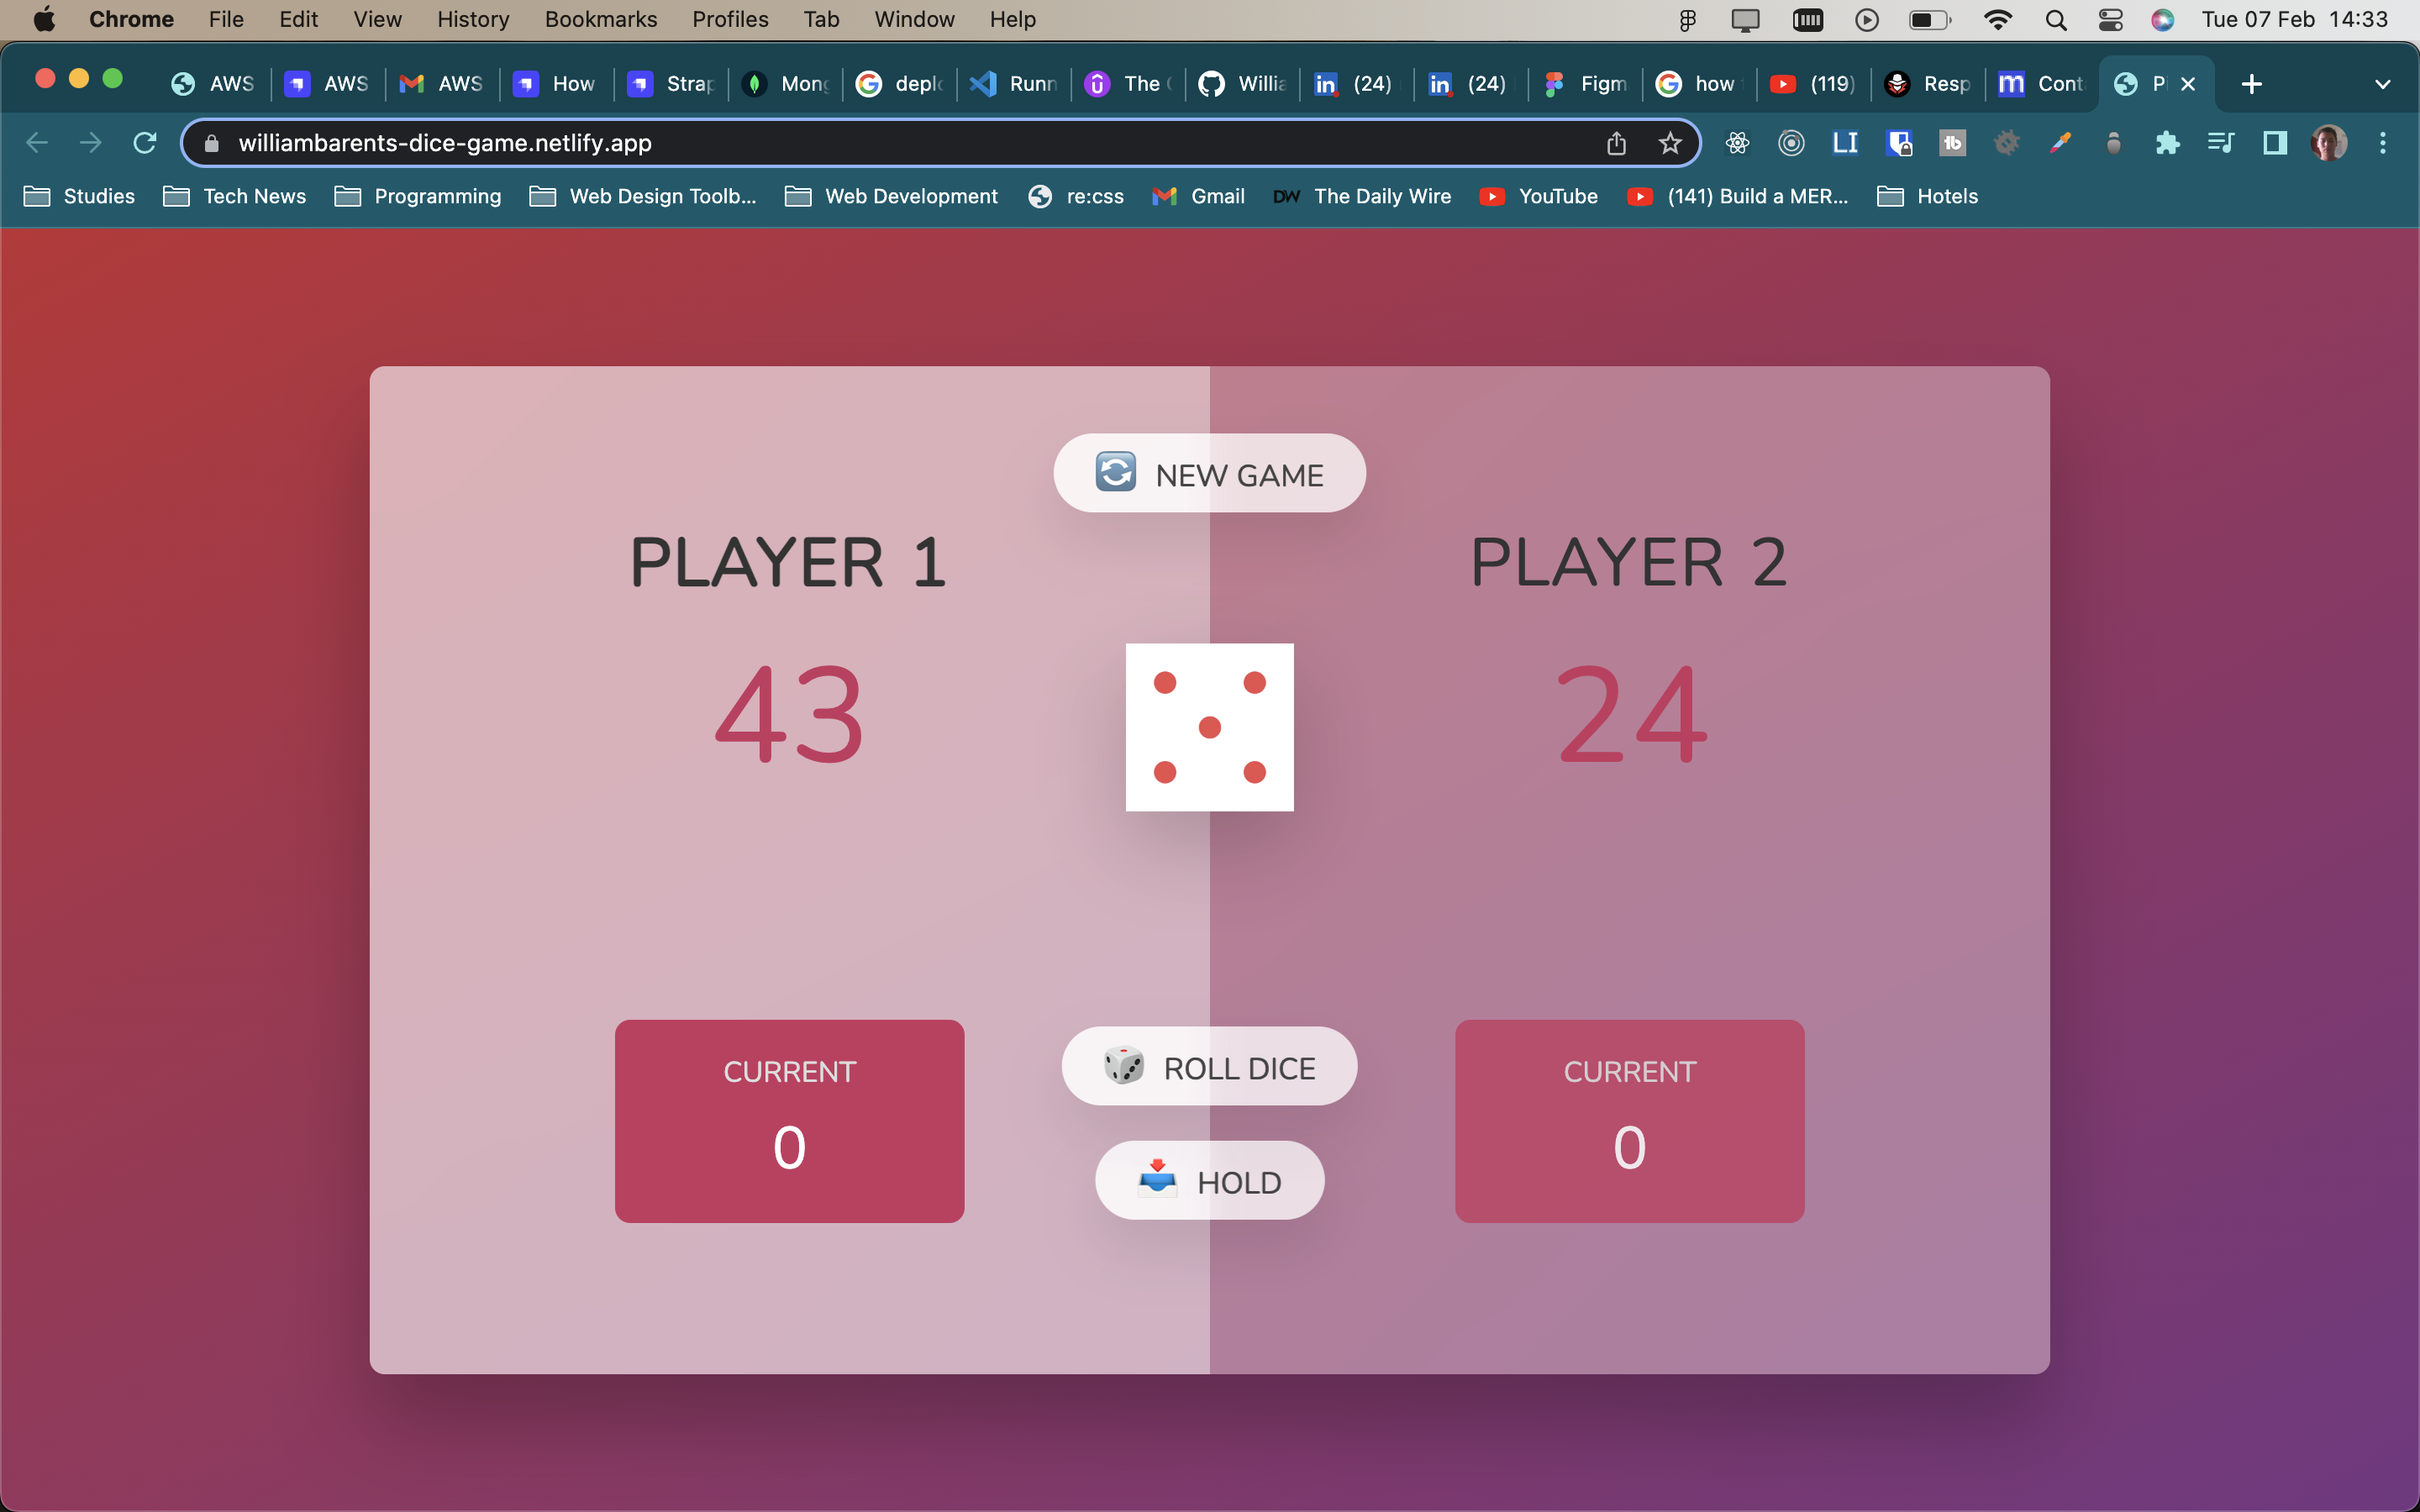 Chrome File Edit View History Bookmarks Profiles Tab Window Help Tue 07 Feb 14:33
AWS AWS AWS How Strap Mong deplo Runn The Willia (24) (24) Figm how (119) Resp Cont P
williambarents-dice-game.netlify.app
Studies Tech News Programming Web Design Toolb... Web Development re:css Gmail DW The Daily Wire YouTube (141) Build a MER... Hotels
NEW GAME
PLAYER 1
PLAYER 2
43
24
CURRENT
0
ROLL DICE
HOLD
CURRENT
0